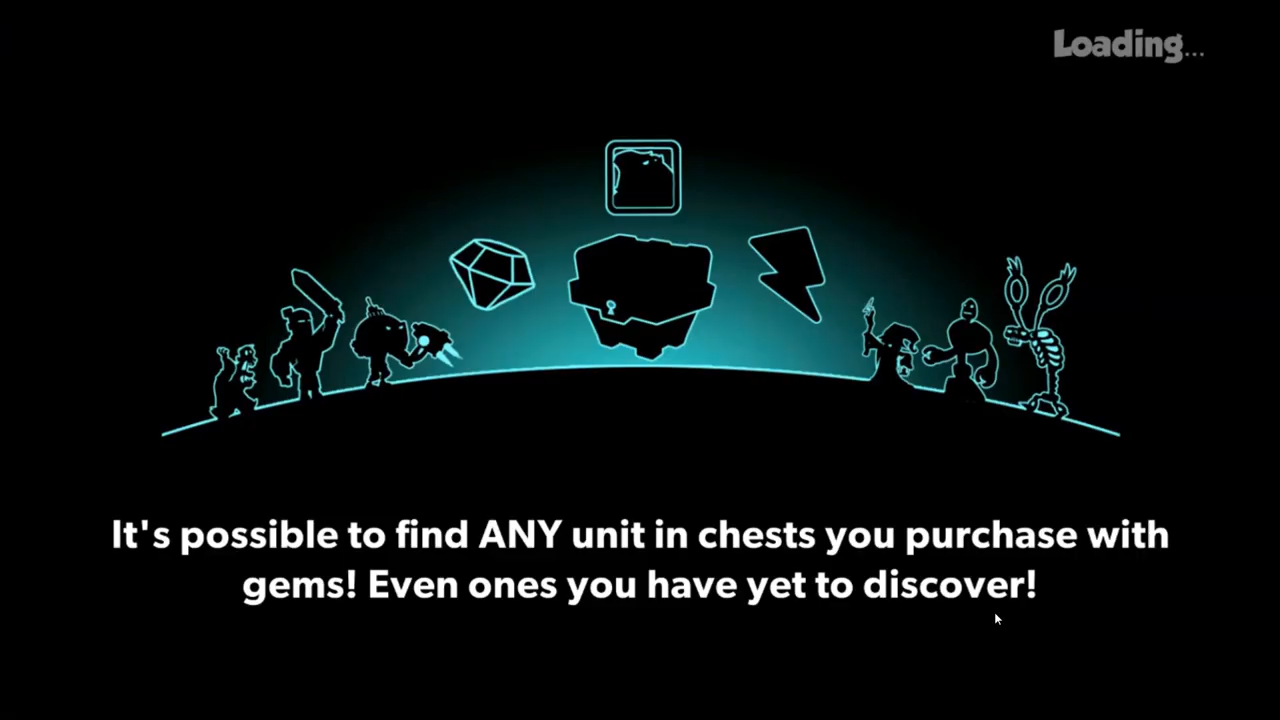 Loading...
It's possible to find ANY unit in chests you purchase with
gems! Even ones you have yet to discover!